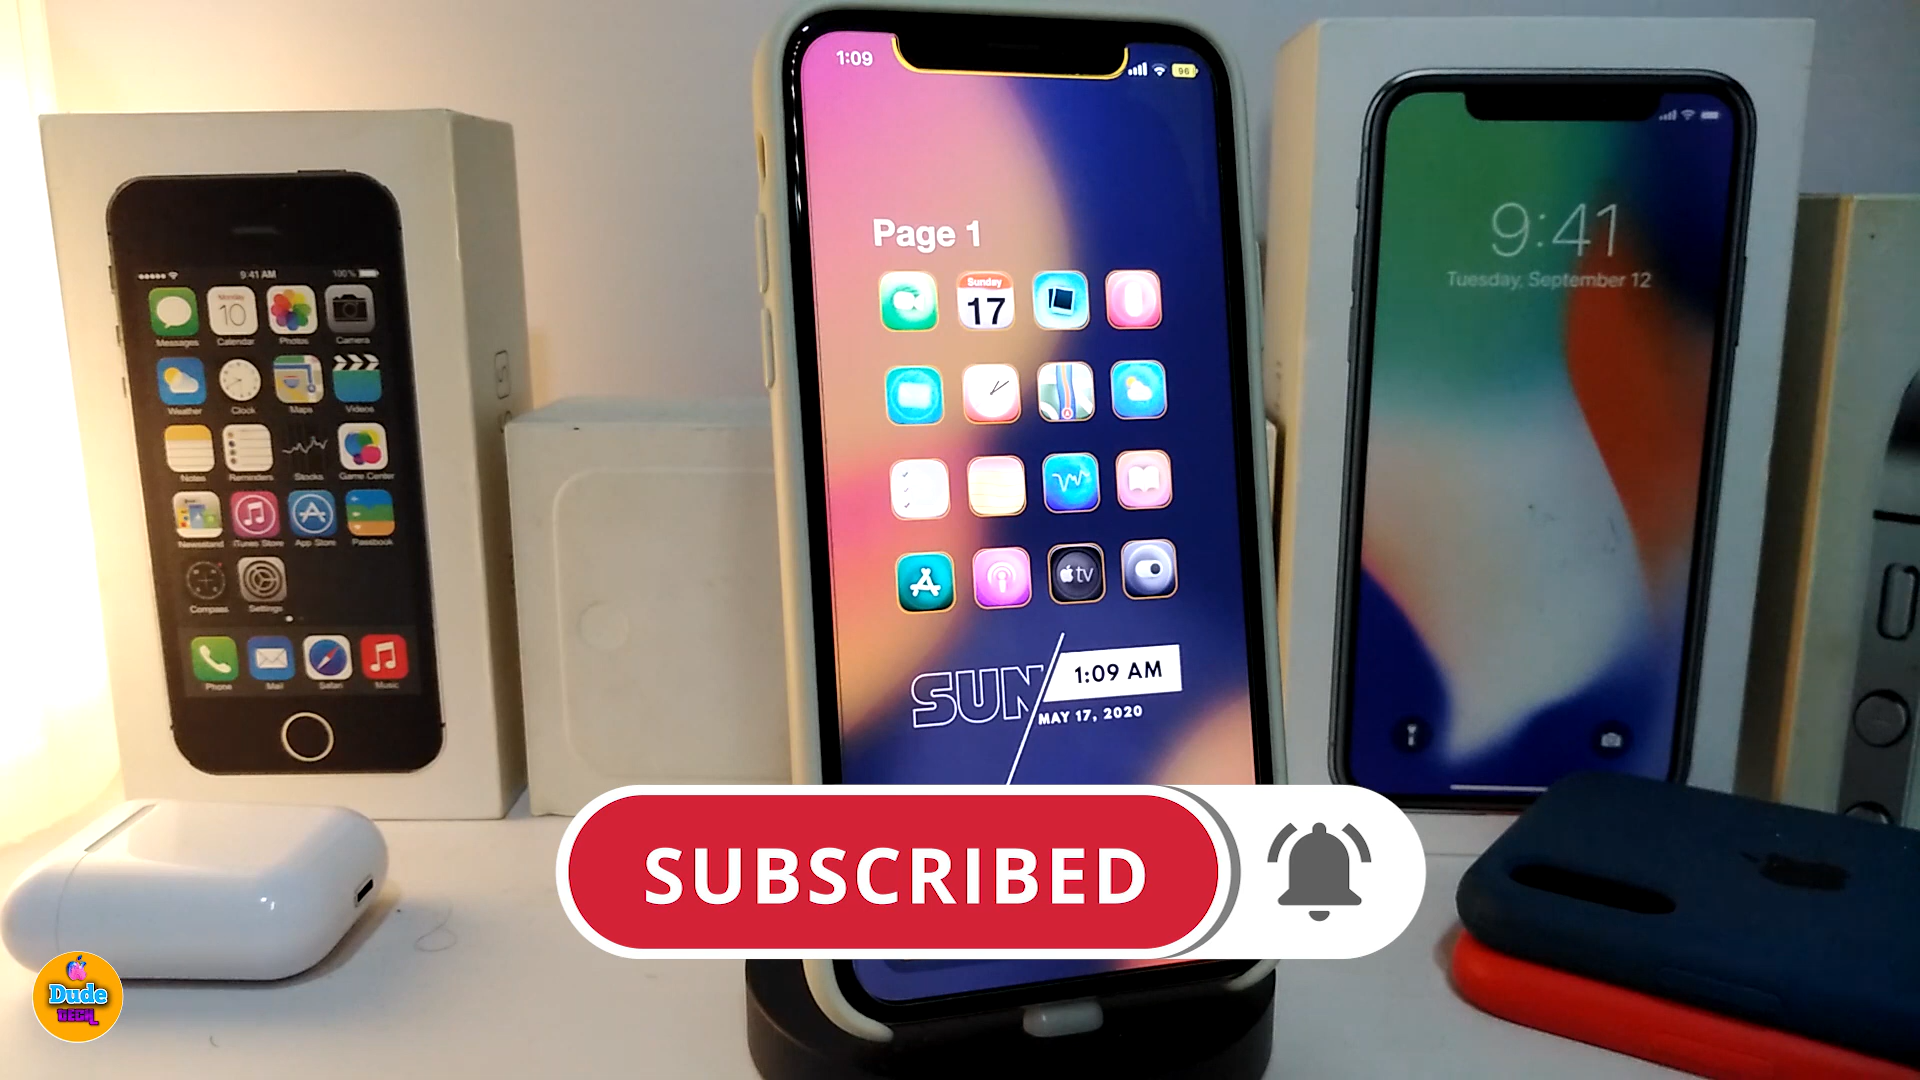 9:41 AM
100%
Monday
10
Messages
Calendar
Photos
Camera
Weather
Clock
Maps
Videos
Notes
Reminders
Stocks
Game Center
Newsstand
iTunes Store
App Store
Passbook
Compass
Settings
Phone
Mail
Safari
Music
1:09
96
Page 1
Sunday
17
tv
SUN
1:09 AM
MAY 17, 2020
9:41
Tuesday, September 12
SUBSCRIBED
Dude
TECH